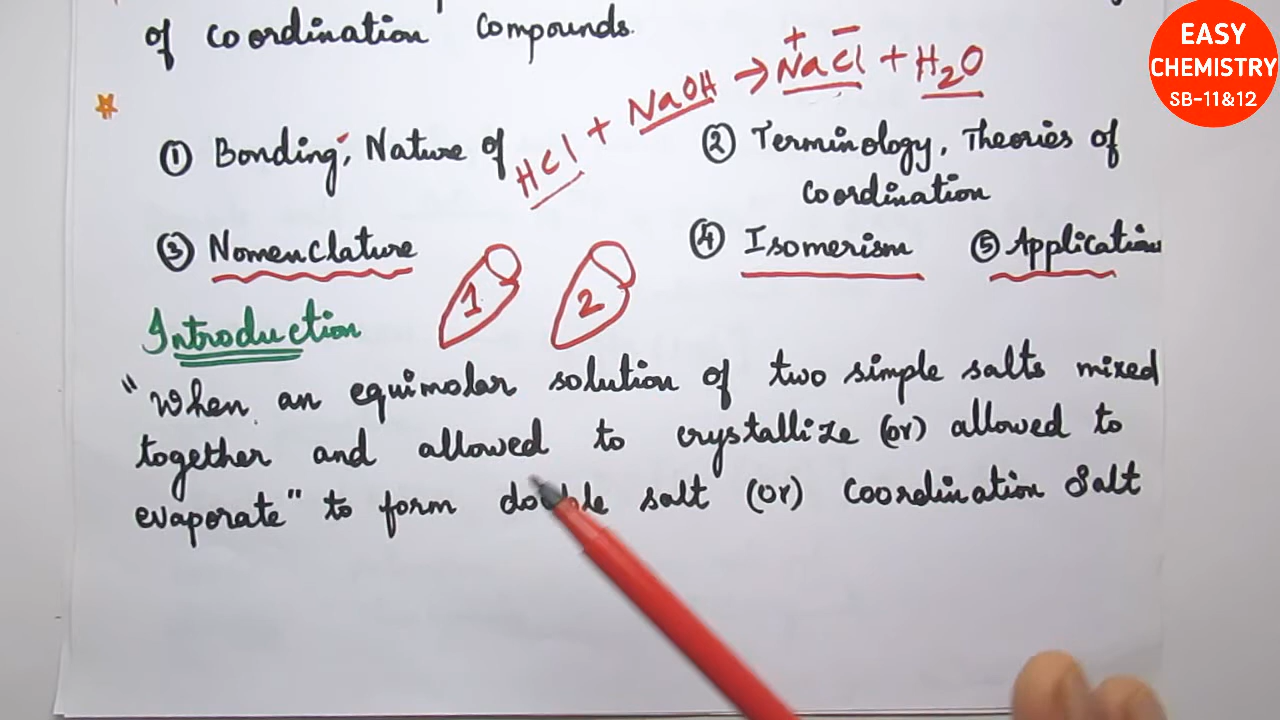 of coordination compounds.
HCl + NaOH → NaCl + H₂O
+ −
① Bonding, Nature of
② Terminology, Theories of
coordination
③ Nomenclature
④ Isomerism ⑤ Application
1 2
Introduction
"When an equimolar solution of two simple salts mixed
together and allowed to crystallize (or) allowed to
evaporate" to form double salt (or) coordination salt
EASY
CHEMISTRY
SB-11&12